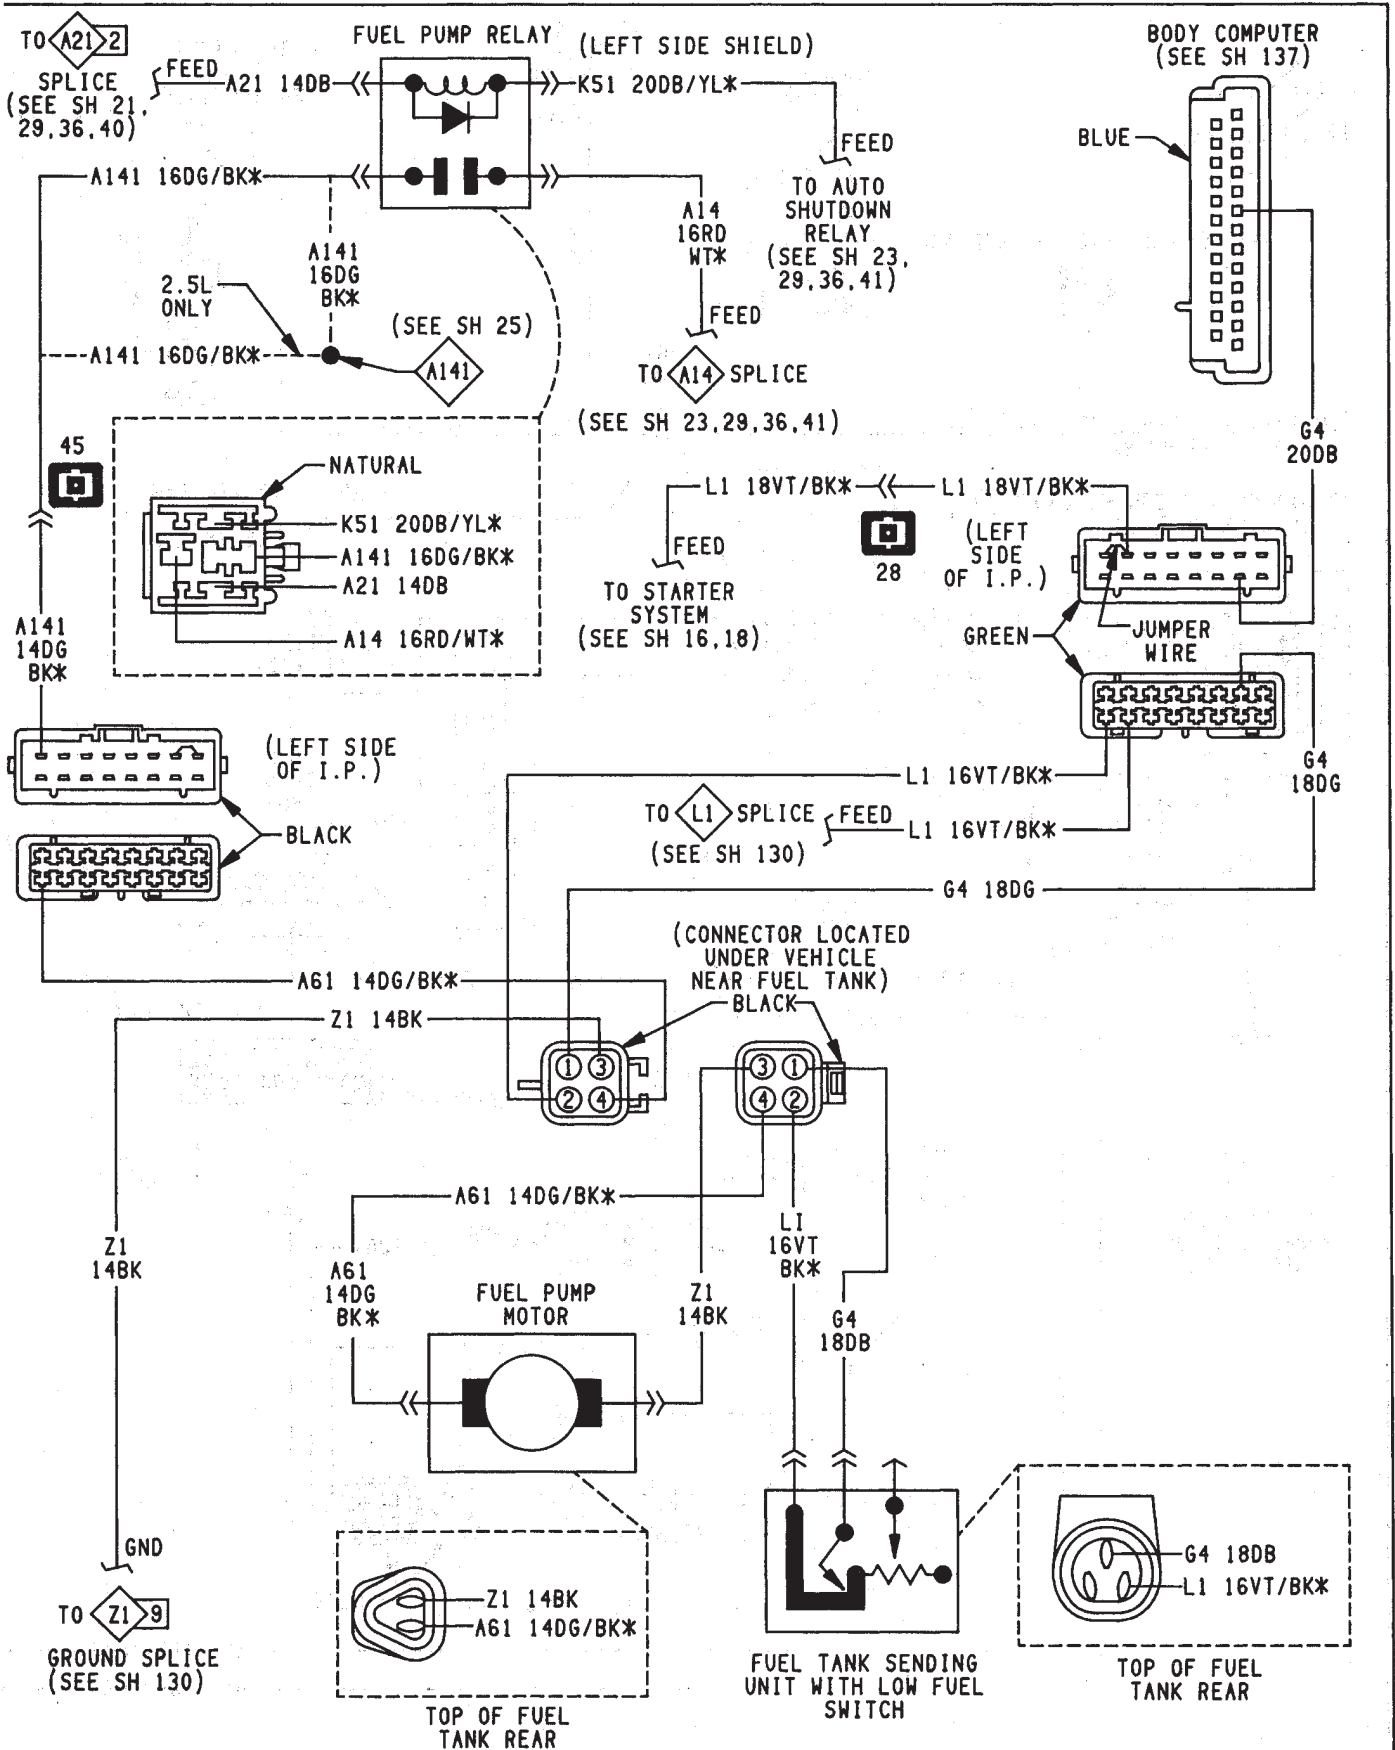 FUEL PUMP RELAY
(LEFT SIDE SHIELD)
BODY COMPUTER
(SEE SH 137)
TO A21 2
SPLICE
(SEE SH 21,
29,36,40)
FEED
A21 14DB
K51 20DB/YL*
BLUE
FEED
TO AUTO
SHUTDOWN
RELAY
(SEE SH 23,
29,36,41)
A141 16DG/BK*
A14
16RD
WT*
A141
16DG
BK*
2.5L
ONLY
(SEE SH 25)
A141
A141 16DG/BK*
FEED
TO A14 SPLICE
(SEE SH 23,29,36,41)
G4
20DB
45
NATURAL
K51 20DB/YL*
A141 16DG/BK*
A21 14DB
A14 16RD/WT*
L1 18VT/BK*
L1 18VT/BK*
28
(LEFT
SIDE
OF I.P.)
FEED
TO STARTER
SYSTEM
(SEE SH 16,18)
GREEN
JUMPER
WIRE
A141
14DG
BK*
(LEFT SIDE
OF I.P.)
BLACK
L1 16VT/BK*
G4
18DG
TO L1 SPLICE
(SEE SH 130)
FEED
L1 16VT/BK*
G4 18DG
(CONNECTOR LOCATED
UNDER VEHICLE
NEAR FUEL TANK)
BLACK
A61 14DG/BK*
Z1 14BK
1 3
2 4
3 1
4 2
A61 14DG/BK*
Z1
14BK
A61
14DG
BK*
FUEL PUMP
MOTOR
Z1
14BK
LI
16VT
BK*
G4
18DB
GND
TO Z1 9
GROUND SPLICE
(SEE SH 130)
Z1 14BK
A61 14DG/BK*
TOP OF FUEL
TANK REAR
FUEL TANK SENDING
UNIT WITH LOW FUEL
SWITCH
G4 18DB
L1 16VT/BK*
TOP OF FUEL
TANK REAR